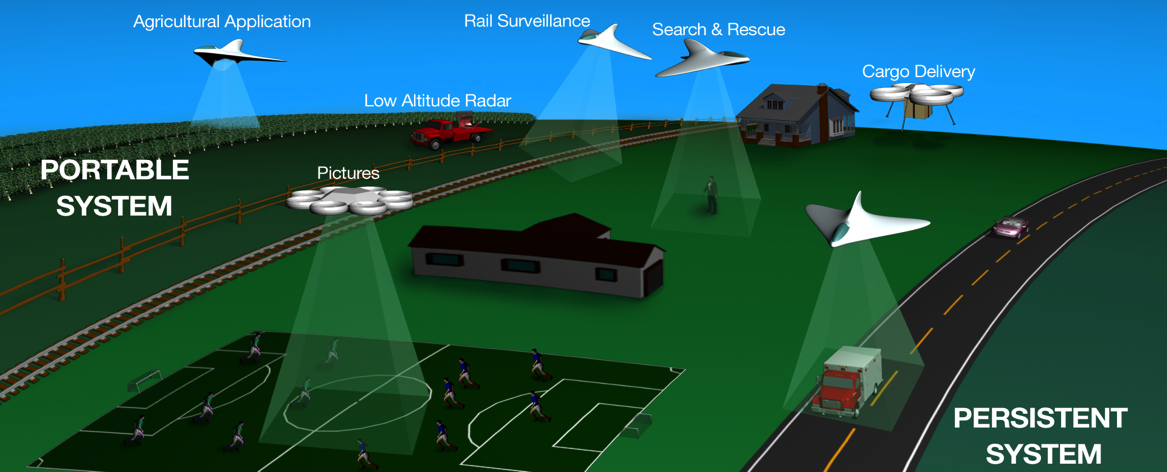 Agricultural Application
Rail Surveillance
Search & Rescue
Cargo Delivery
Low Altitude Radar
PORTABLE
SYSTEM
Pictures
PERSISTENT
SYSTEM